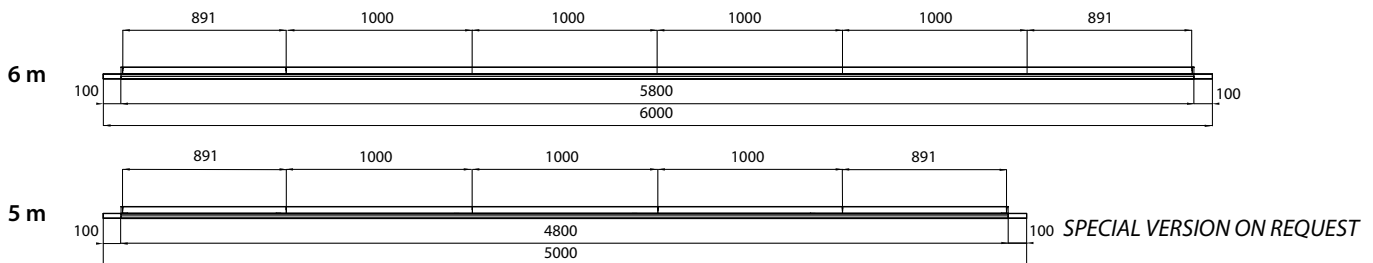 891 1000 1000 1000 1000 891
6 m
100 5800 100
6000
891 1000 1000 1000 891
5 m
100 4800 100 SPECIAL VERSION ON REQUEST
5000